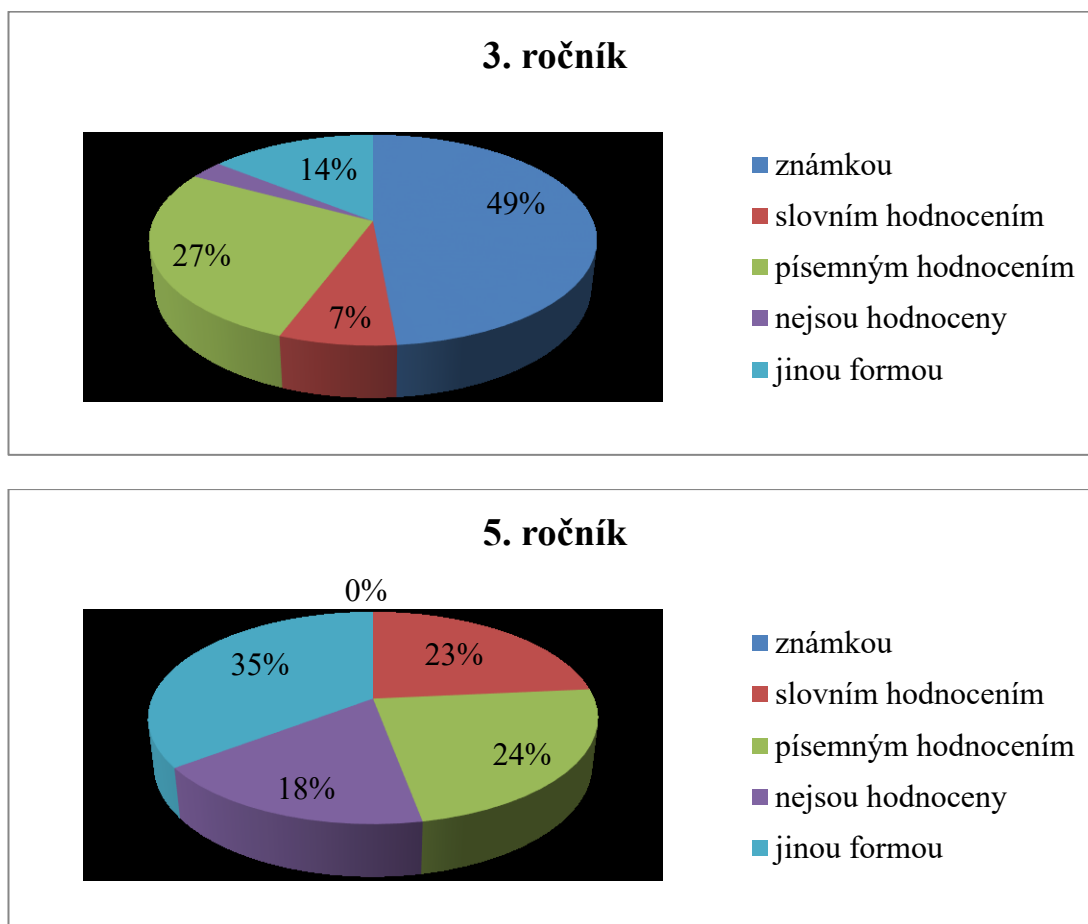 3. ročník
14%
49%
27%
7%
známkou
slovním hodnocením
písemným hodnocením
nejsou hodnoceny
jinou formou
5. ročník
0%
35%
23%
24%
18%
známkou
slovním hodnocením
písemným hodnocením
nejsou hodnoceny
jinou formou